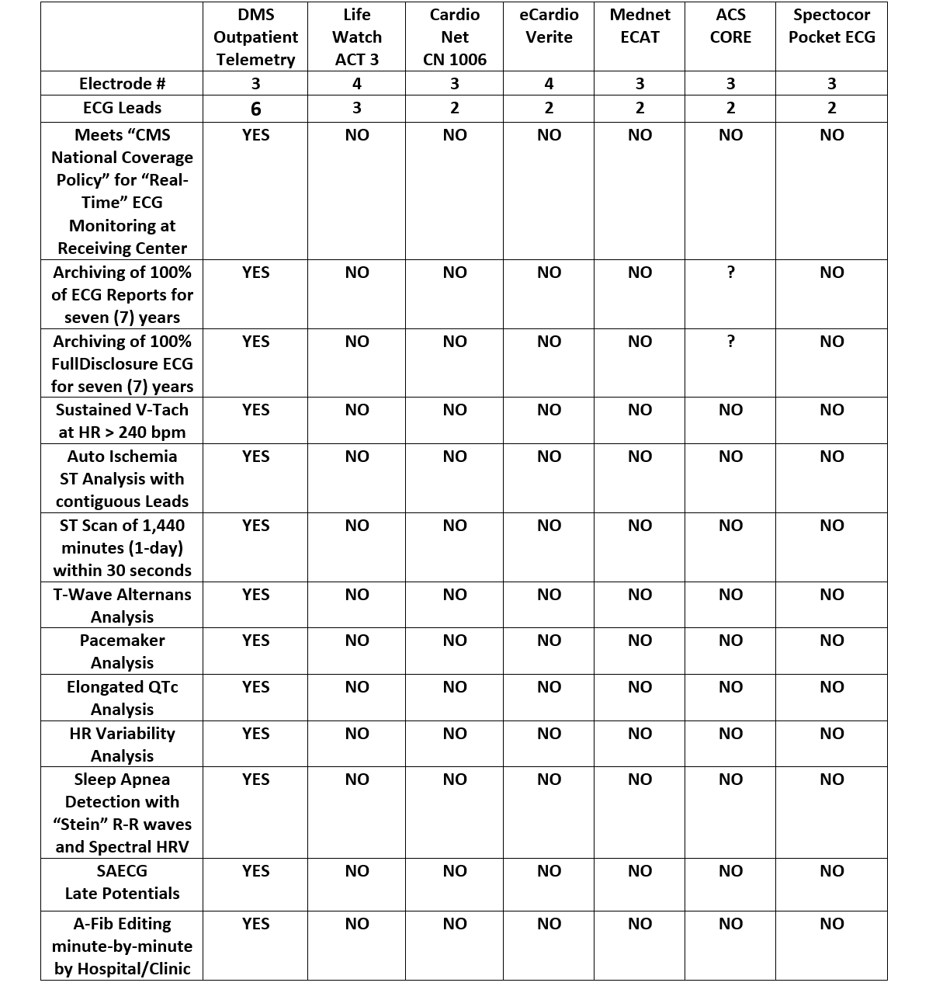 DMS Outpatient Telemetry Life Watch ACT 3 Cardio Net CN 1006 eCardio Verite Mednet ECAT ACS CORE Spectocor Pocket ECG
Electrode # 3 4 3 4 3 3 3
ECG Leads 6 3 2 2 2 2 2
Meets “CMS National Coverage Policy” for “Real-Time” ECG Monitoring at Receiving Center YES NO NO NO NO NO NO
Archiving of 100% of ECG Reports for seven (7) years YES NO NO NO NO ? NO
Archiving of 100% FullDisclosure ECG for seven (7) years YES NO NO NO NO ? NO
Sustained V-Tach at HR > 240 bpm YES NO NO NO NO NO NO
Auto Ischemia ST Analysis with contiguous Leads YES NO NO NO NO NO NO
ST Scan of 1,440 minutes (1-day) within 30 seconds YES NO NO NO NO NO NO
T-Wave Alternans Analysis YES NO NO NO NO NO NO
Pacemaker Analysis YES NO NO NO NO NO NO
Elongated QTc Analysis YES NO NO NO NO NO NO
HR Variability Analysis YES NO NO NO NO NO NO
Sleep Apnea Detection with “Stein” R-R waves and Spectral HRV YES NO NO NO NO NO NO
SAECG Late Potentials YES NO NO NO NO NO NO
A-Fib Editing minute-by-minute by Hospital/Clinic YES NO NO NO NO NO NO